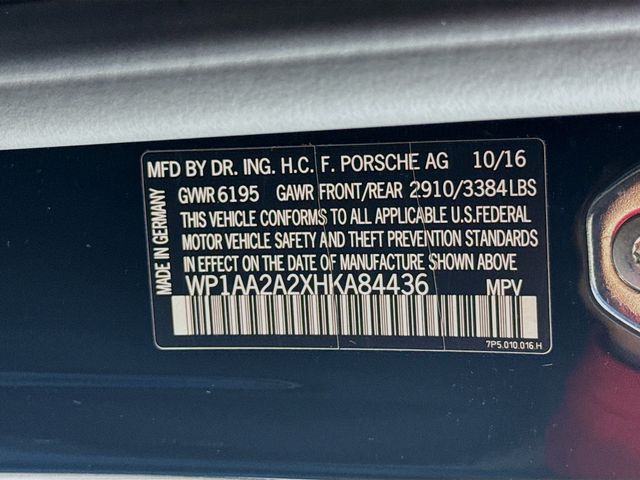 MFD BY DR. ING. H.C. F. PORSCHE AG 10/16
GVWR 6195 GAWR FRONT/REAR 2910/3384 LBS
THIS VEHICLE CONFORMS TO ALL APPLICABLE U.S.FEDERAL
MOTOR VEHICLE SAFETY AND THEFT PREVENTION STANDARDS
IN EFFECT ON THE DATE OF MANUFACTURE SHOWN ABOVE
WP1AA2A2XHKA84436 MPV
7P5.010.016.H
MADE IN GERMANY